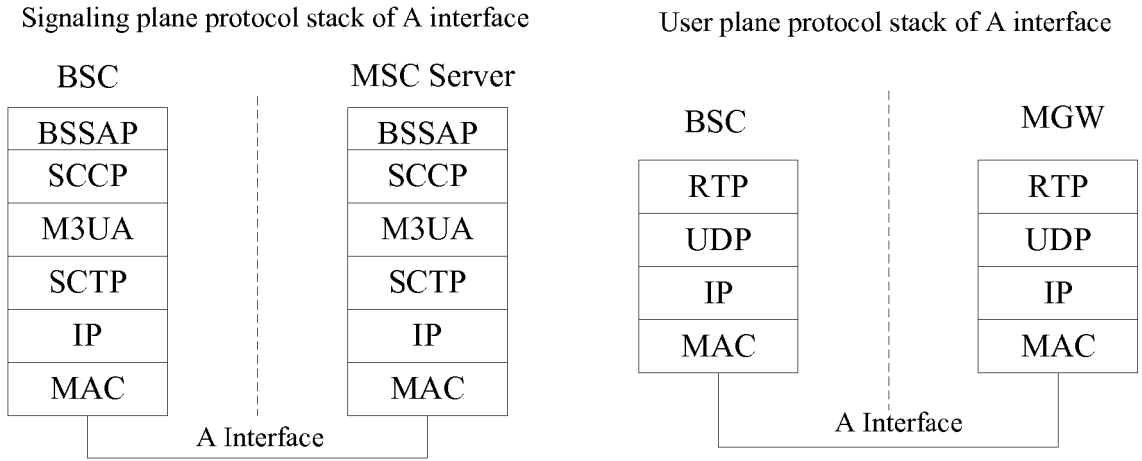 Signaling plane protocol stack of A interface
BSC
MSC Server
BSSAP
BSSAP
SCCP
SCCP
M3UA
M3UA
SCTP
SCTP
IP
IP
MAC
MAC
A Interface
User plane protocol stack of A interface
BSC
MGW
RTP
RTP
UDP
UDP
IP
IP
MAC
MAC
A Interface